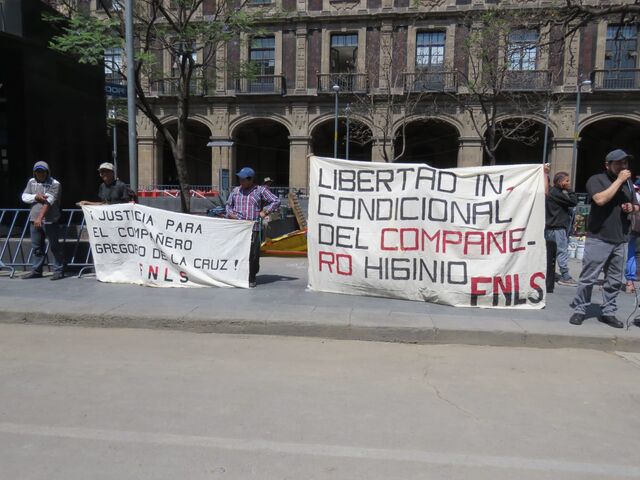 ¡JUSTICIA PARA
EL COMPAÑERO
GREGORIO DE LA CRUZ!
FNLS
LIBERTAD IN,
CONDICIONAL
DEL COMPAÑE-
RO HIGINIO FNLS